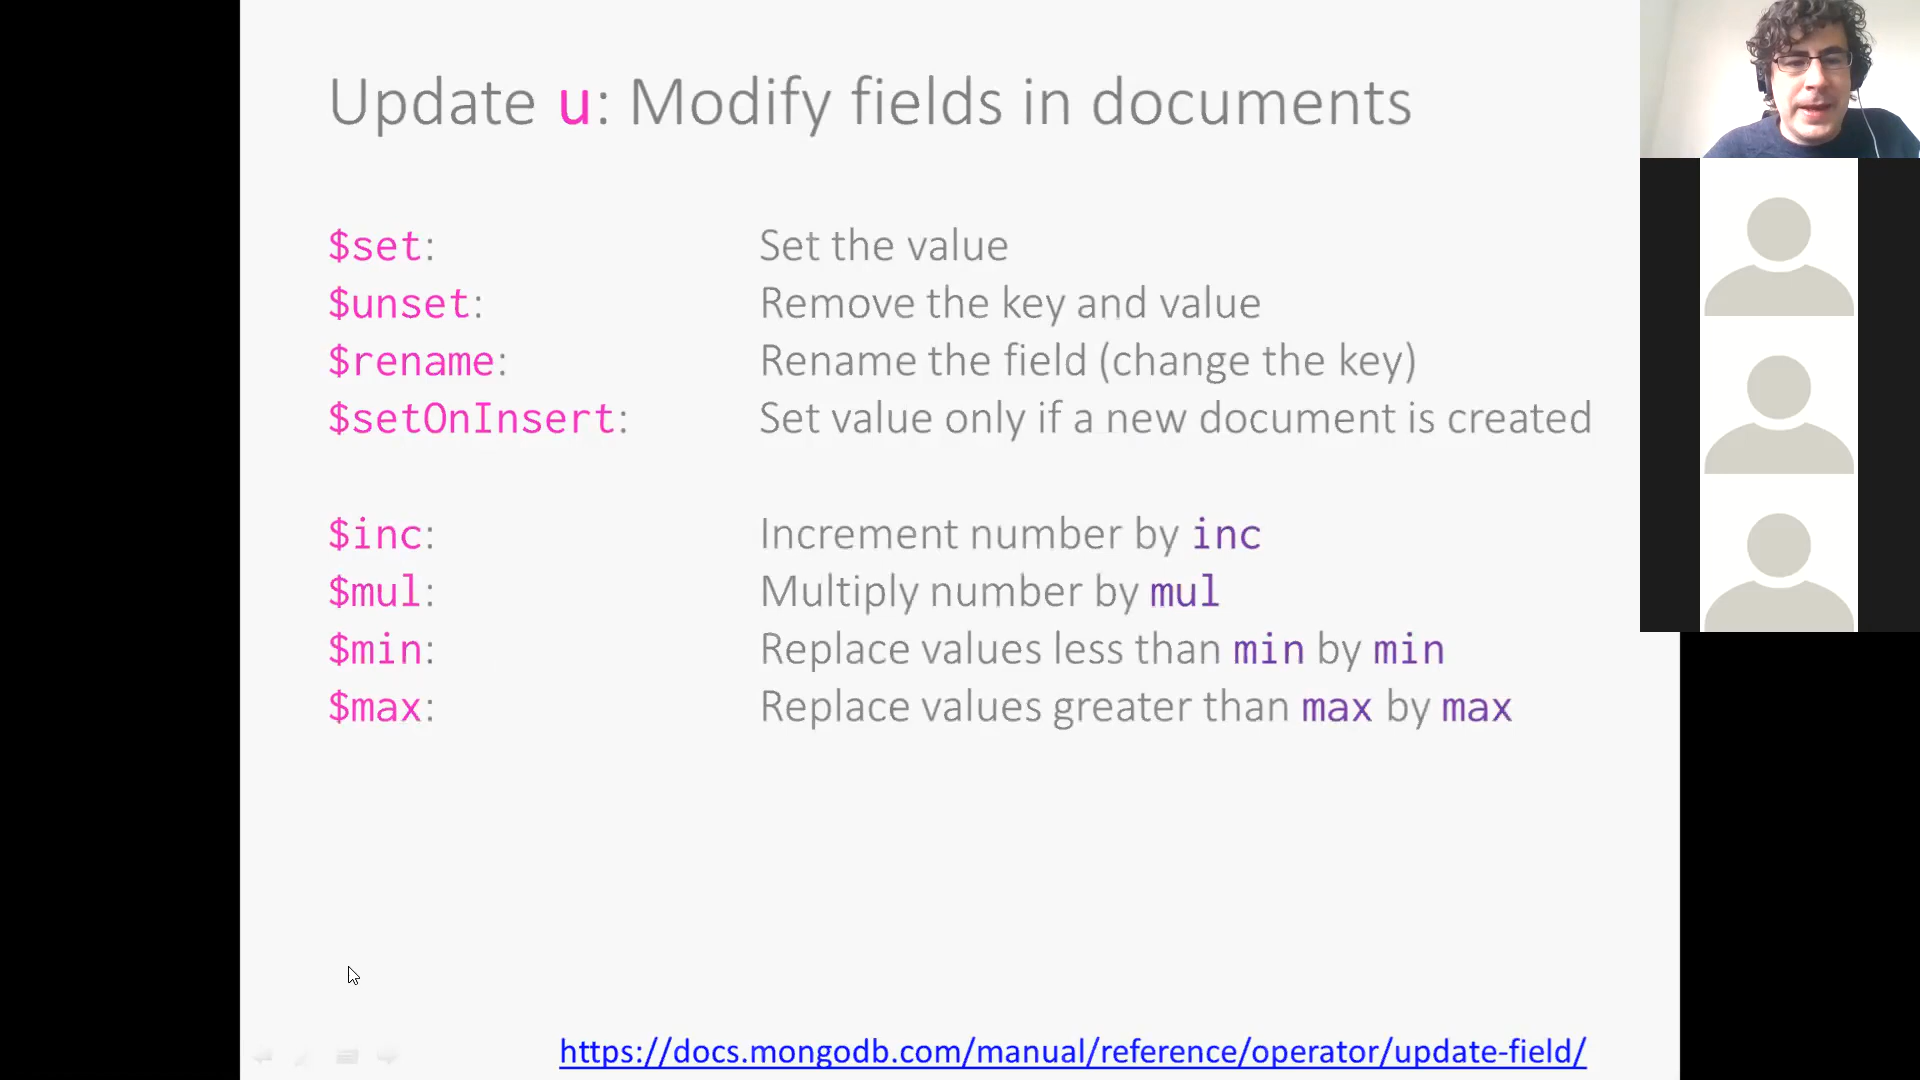 Update u: Modify fields in documents
$set: Set the value
$unset: Remove the key and value
$rename: Rename the field (change the key)
$setOnInsert: Set value only if a new document is created
$inc: Increment number by inc
$mul: Multiply number by mul
$min: Replace values less than min by min
$max: Replace values greater than max by max
https://docs.mongodb.com/manual/reference/operator/update-field/